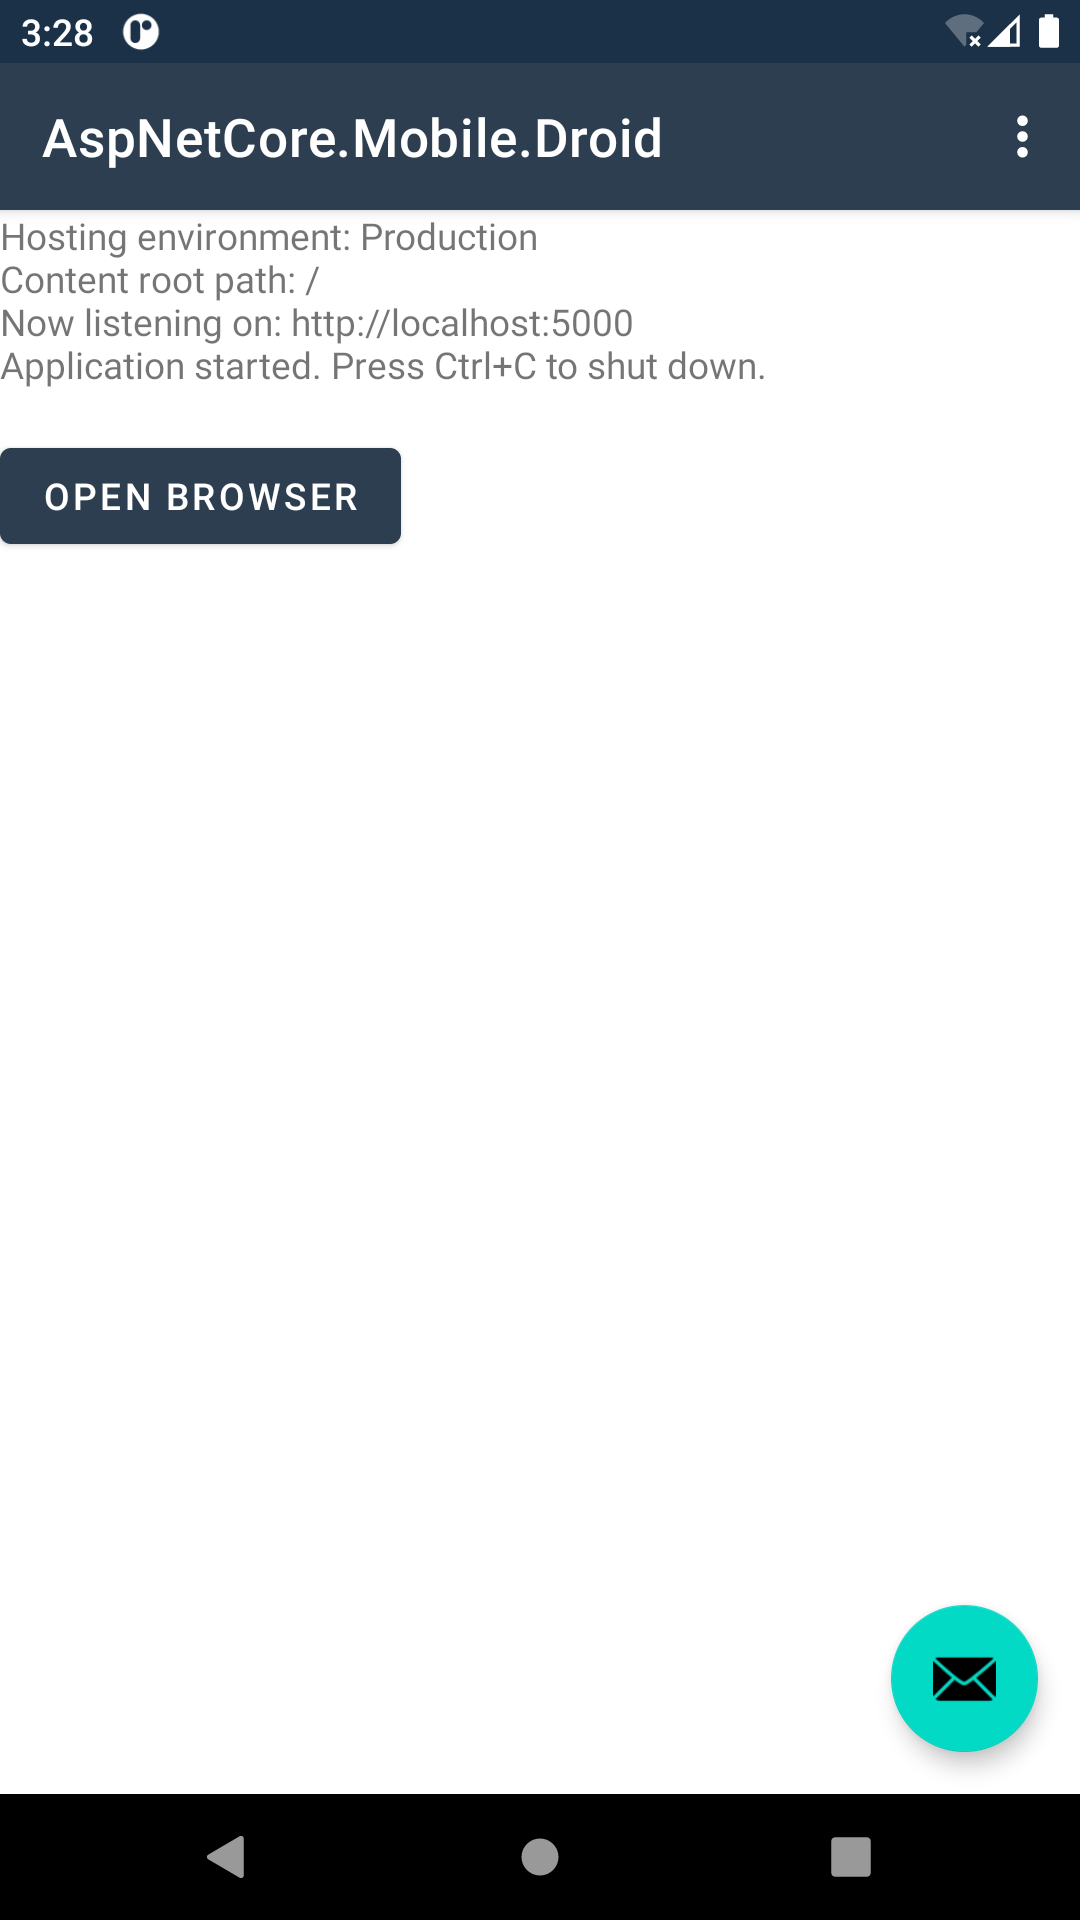 3:28
AspNetCore.Mobile.Droid
Hosting environment: Production
Content root path: /
Now listening on: http://localhost:5000
Application started. Press Ctrl+C to shut down.
OPEN BROWSER